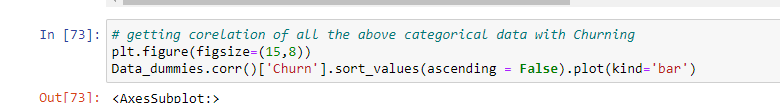 In [73]: # getting corelation of all the above categorical data with Churning
plt.figure(figsize=(15,8))
Data_dummies.corr()['Churn'].sort_values(ascending = False).plot(kind='bar')
Out[73]: <AxesSubplot:>